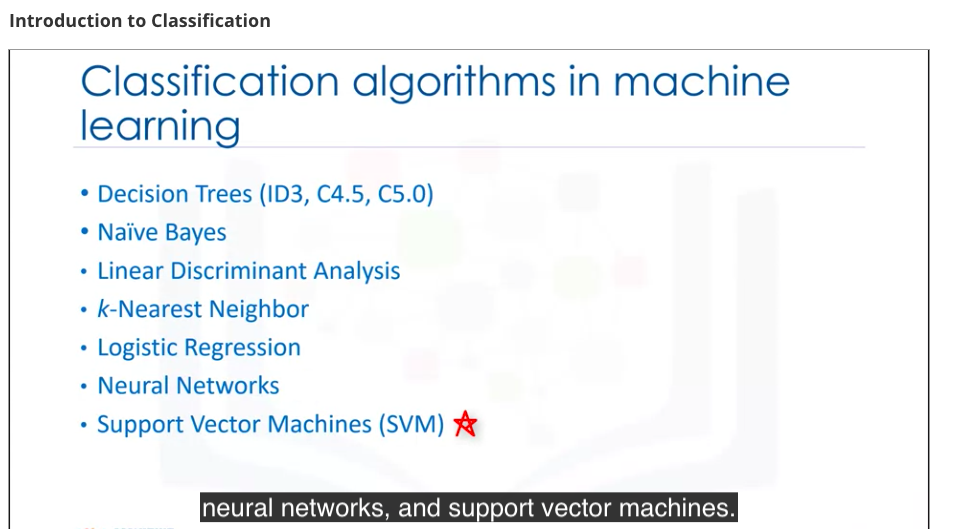 Introduction to Classification
Classification algorithms in machine
learning
• Decision Trees (ID3, C4.5, C5.0)
• Naïve Bayes
• Linear Discriminant Analysis
• k-Nearest Neighbor
• Logistic Regression
• Neural Networks
• Support Vector Machines (SVM)
neural networks, and support vector machines.